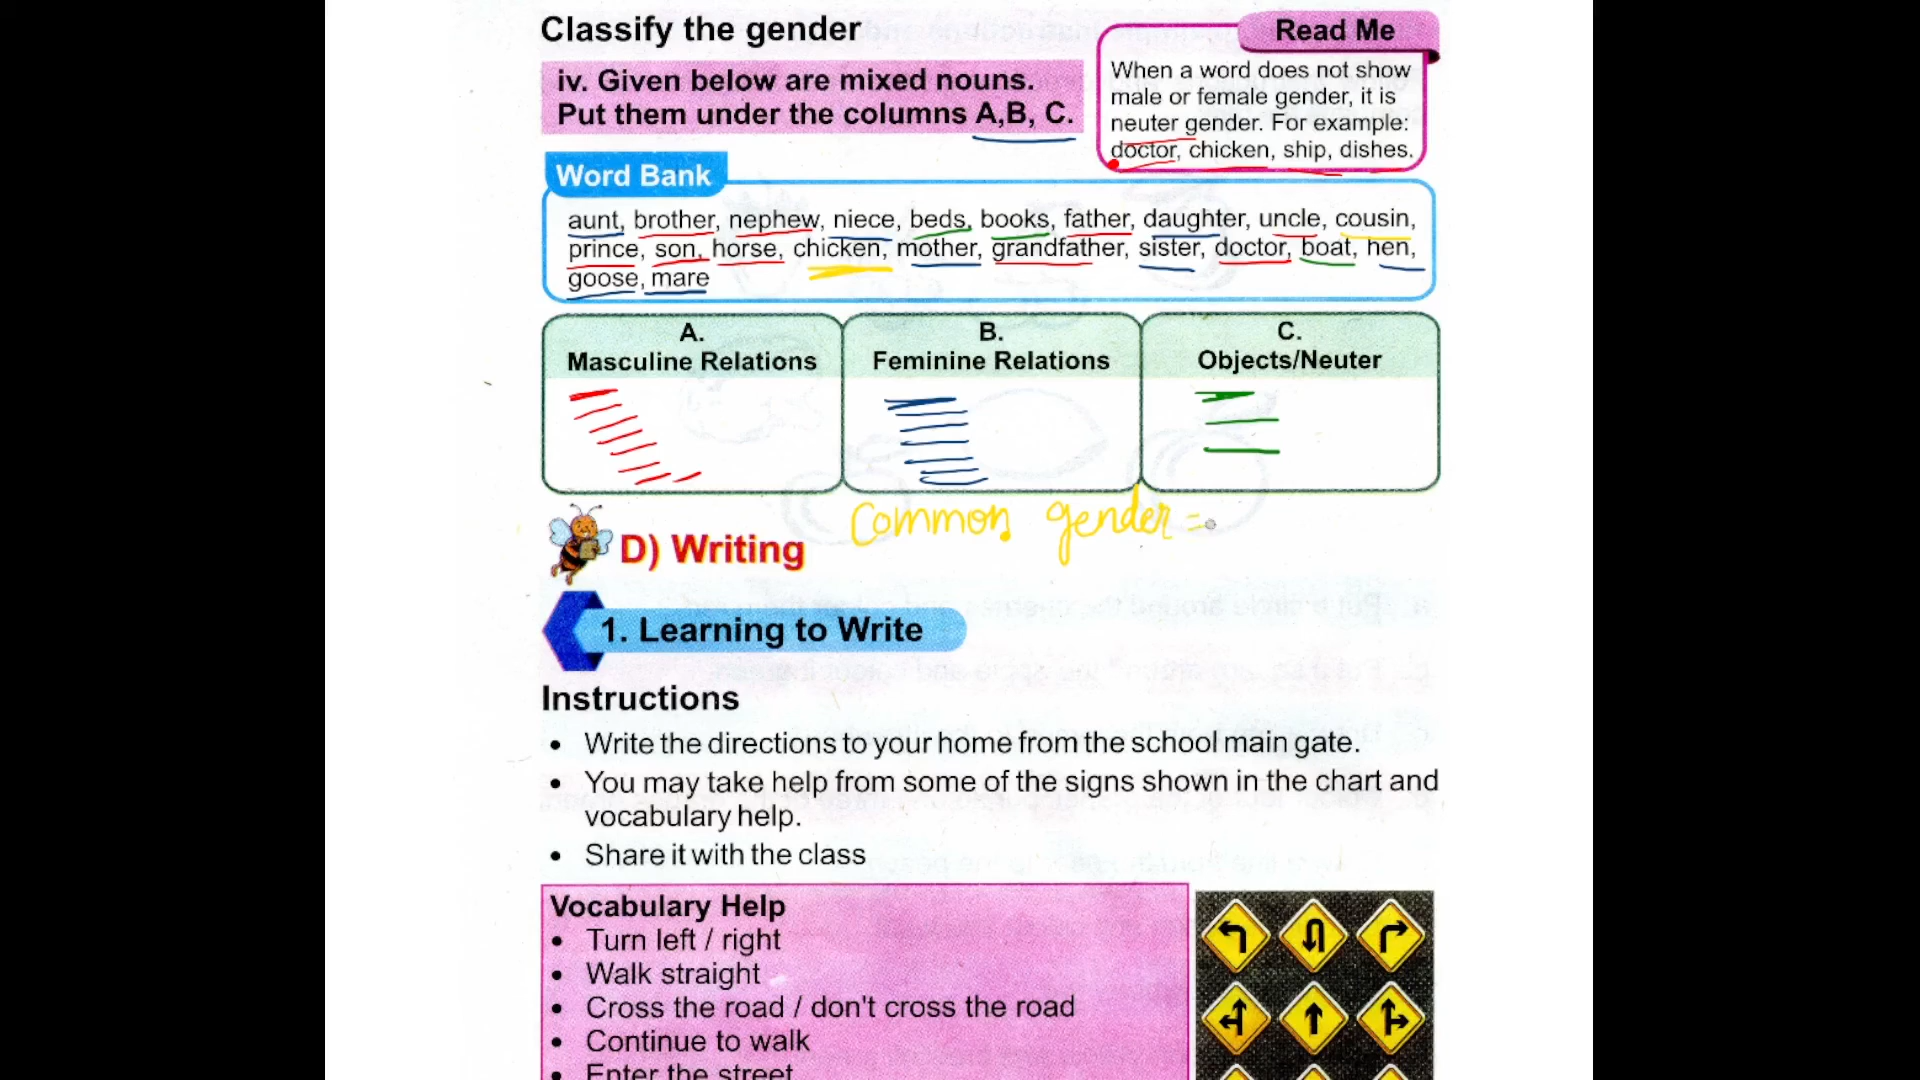 Classify the gender
Read Me
iv. Given below are mixed nouns.
Put them under the columns A,B, C.
When a word does not show
male or female gender, it is
neuter gender. For example:
doctor, chicken, ship, dishes.
Word Bank
aunt, brother, nephew, niece, beds, books, father, daughter, uncle, cousin,
prince, son, horse, chicken, mother, grandfather, sister, doctor, boat, hen,
goose, mare
A.
Masculine Relations
B.
Feminine Relations
C.
Objects/Neuter
Common gender =
D) Writing
1. Learning to Write
Instructions
• Write the directions to your home from the school main gate.
• You may take help from some of the signs shown in the chart and
vocabulary help.
• Share it with the class
Vocabulary Help
• Turn left / right
• Walk straight
• Cross the road / don't cross the road
• Continue to walk
• Enter the street